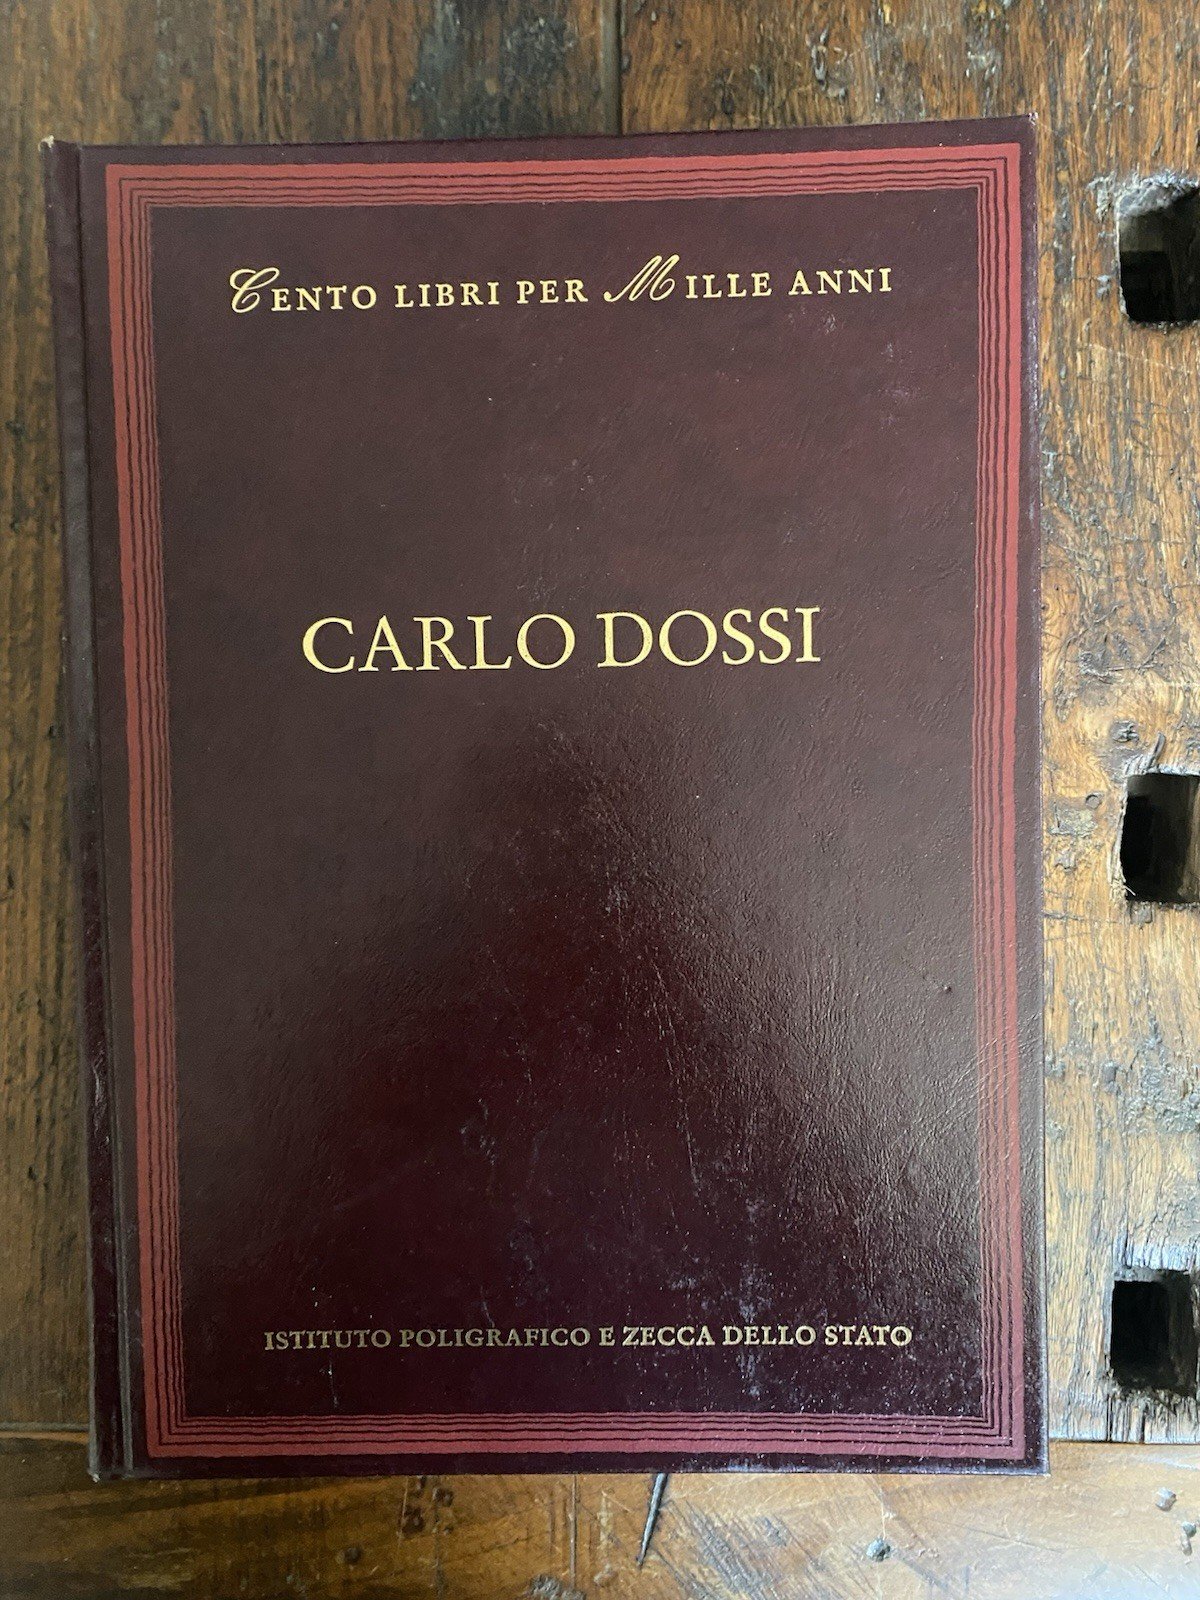 CENTO LIBRI PER MILLE ANNI
CARLO DOSSI
ISTITUTO POLIGRAFICO E ZECCA DELLO STATO